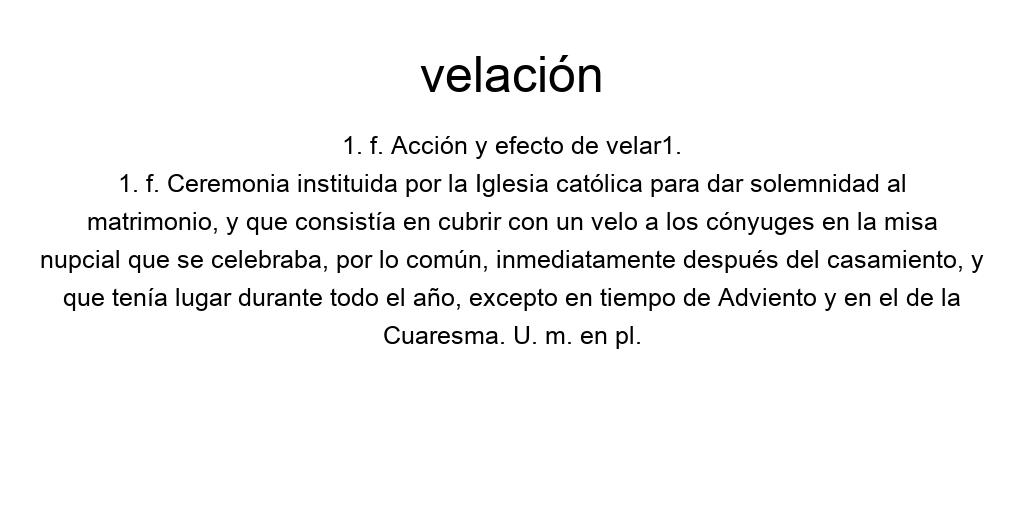 velación
1. f. Acción y efecto de velar1.
1. f. Ceremonia instituida por la Iglesia católica para dar solemnidad al
matrimonio, y que consistía en cubrir con un velo a los cónyuges en la misa
nupcial que se celebraba, por lo común, inmediatamente después del casamiento, y
que tenía lugar durante todo el año, excepto en tiempo de Adviento y en el de la
Cuaresma. U. m. en pl.